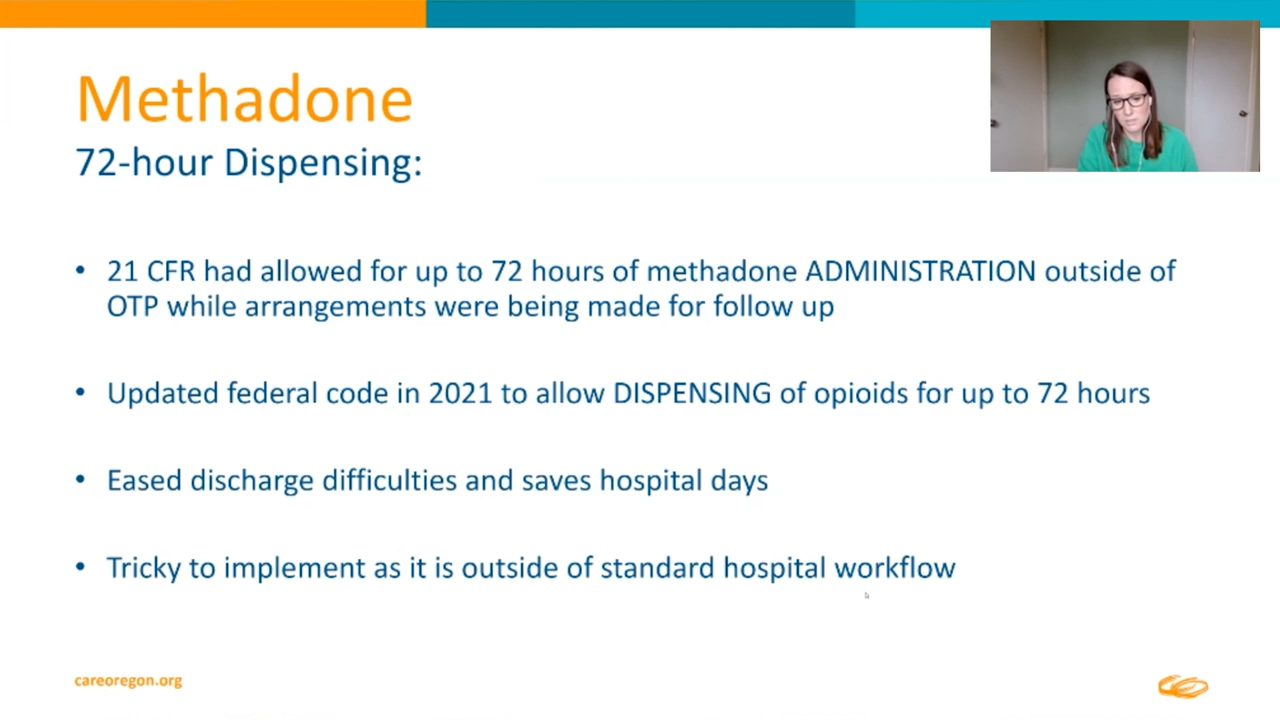 Methadone
72-hour Dispensing:
• 21 CFR had allowed for up to 72 hours of methadone ADMINISTRATION outside of
OTP while arrangements were being made for follow up
• Updated federal code in 2021 to allow DISPENSING of opioids for up to 72 hours
• Eased discharge difficulties and saves hospital days
• Tricky to implement as it is outside of standard hospital workflow
careoregon.org